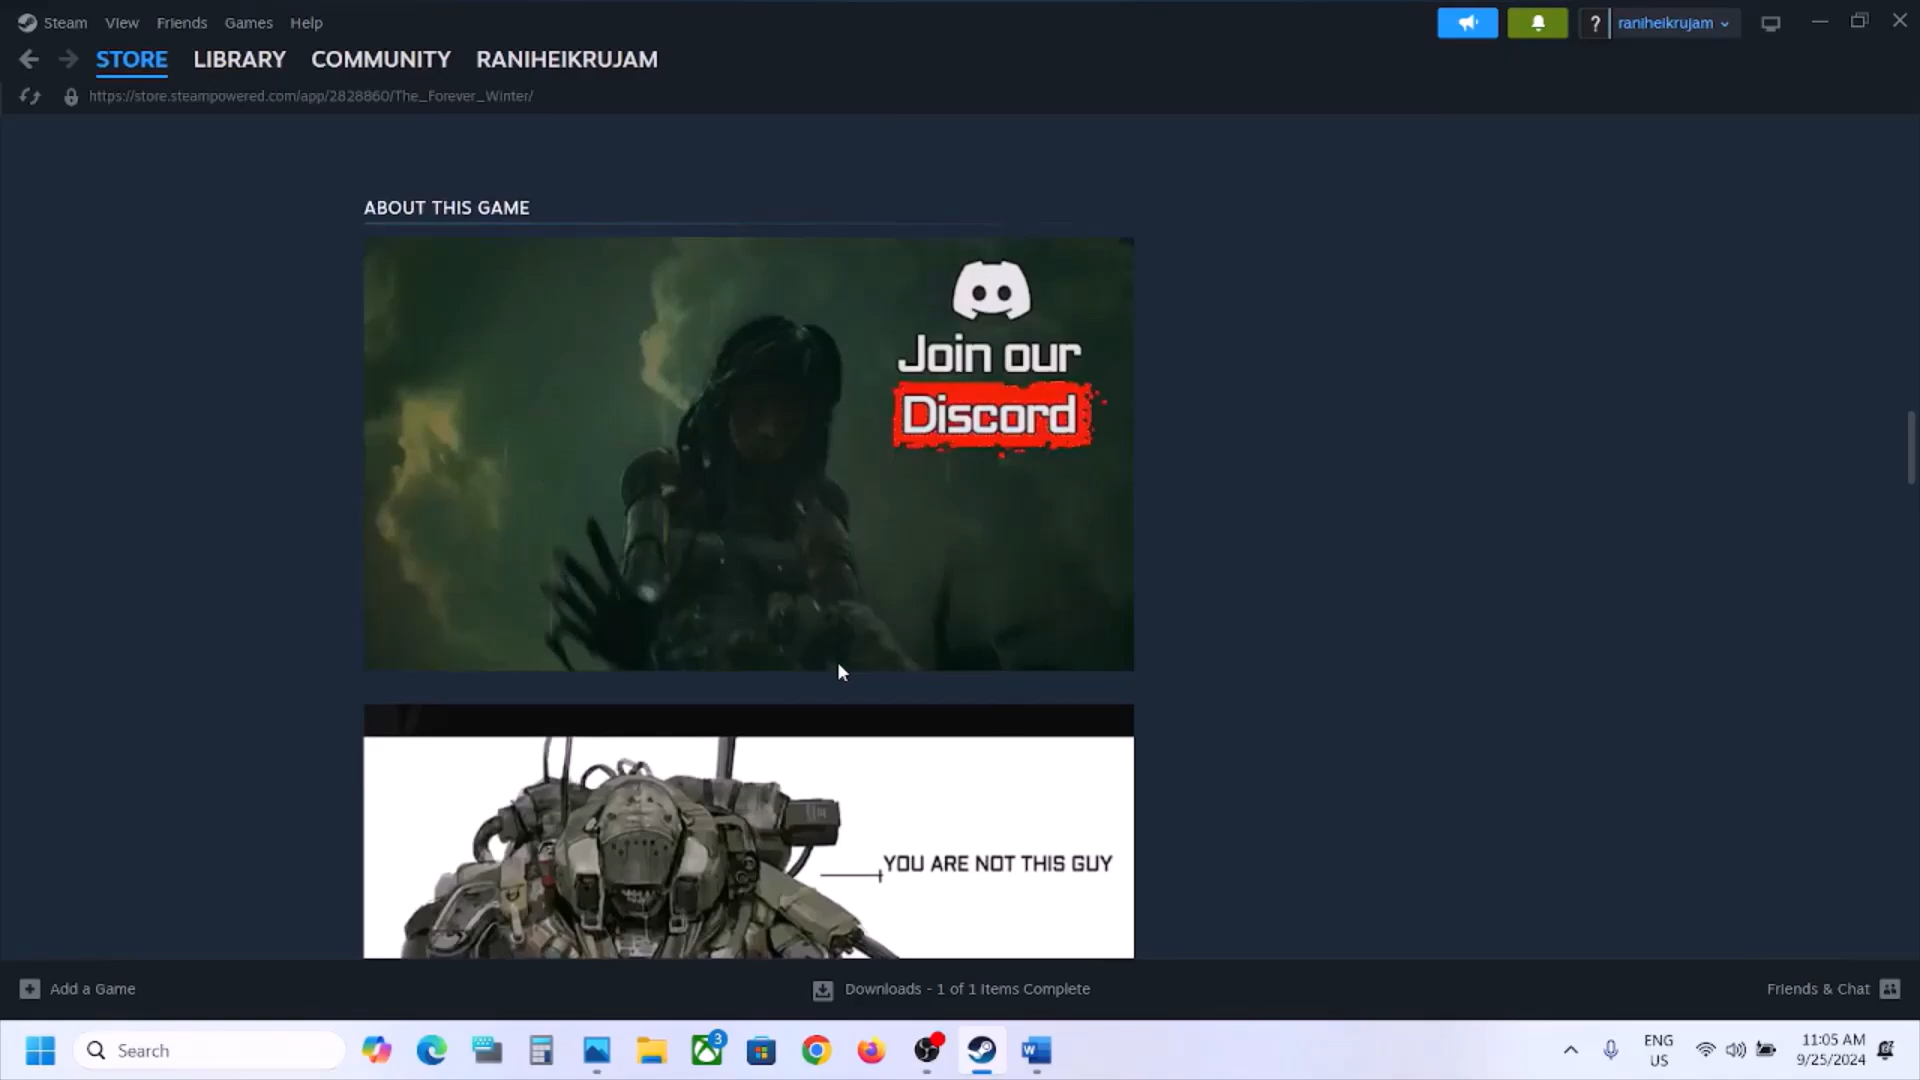 Steam View Friends Games Help
? raniheikrujam
STORE LIBRARY COMMUNITY RANIHEIKRUJAM
https://store.steampowered.com/app/2828860/The_Forever_Winter/
ABOUT THIS GAME
Join our
Discord
YOU ARE NOT THIS GUY
Add a Game
Downloads - 1 of 1 Items Complete
Friends & Chat
Search
3
W
ENG
US
11:05 AM
9/25/2024